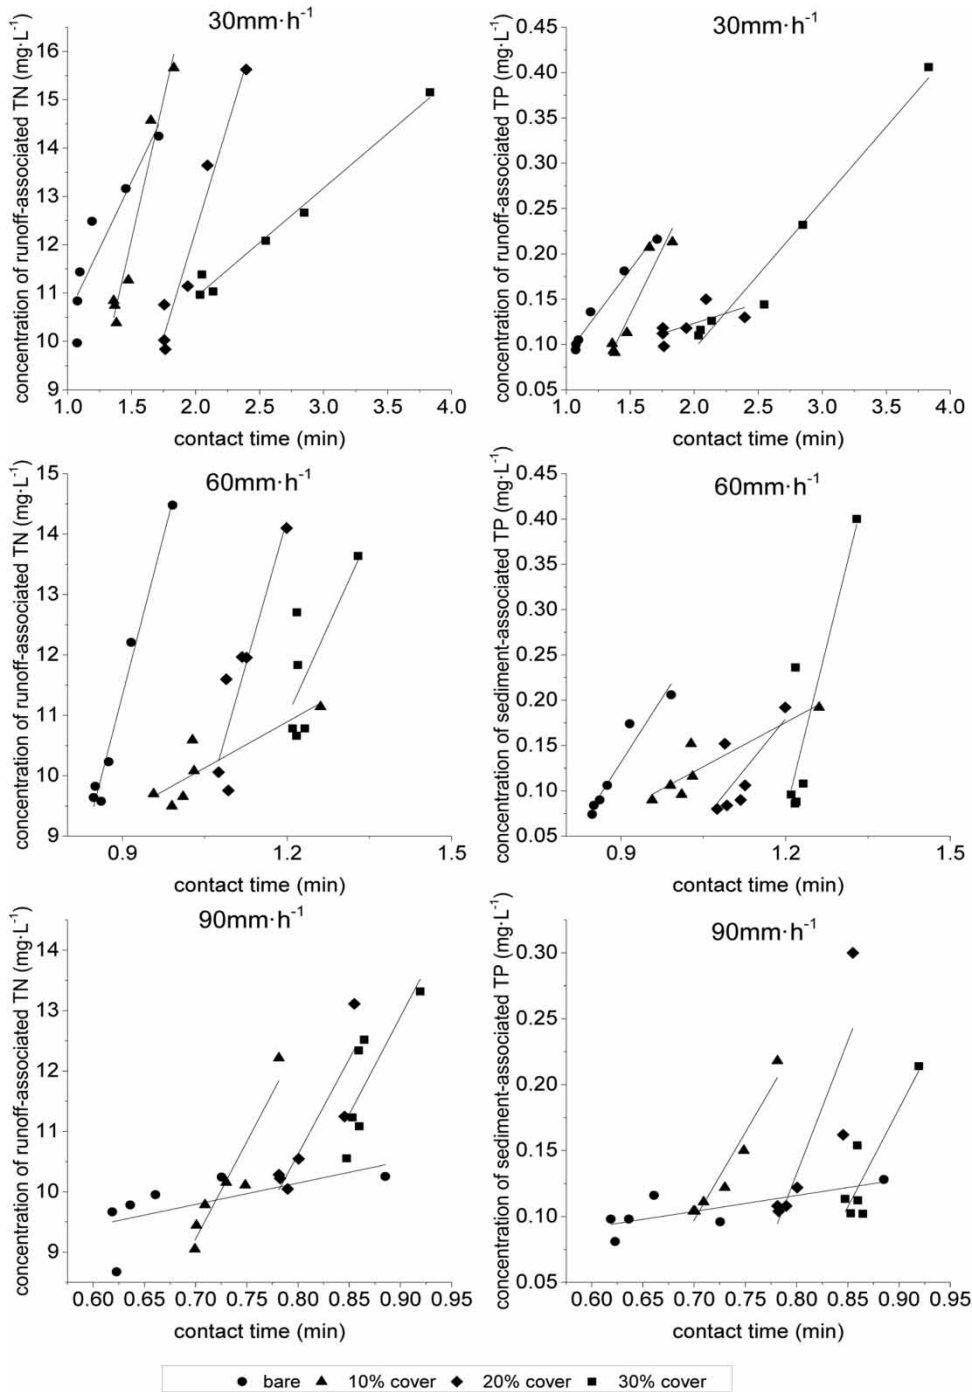 30mm·h⁻¹
concentration of runoff-associated TN (mg·L⁻¹)
16
15
14
13
12
11
10
9
1.0 1.5 2.0 2.5 3.0 3.5 4.0
contact time (min)
30mm·h⁻¹
concentration of runoff-associated TP (mg·L⁻¹)
0.45
0.40
0.25
0.20
0.15
0.10
0.05
1.0 1.5 2.0 2.5 3.0 3.5 4.0
contact time (min)
60mm·h⁻¹
concentration of runoff-associated TN (mg·L⁻¹)
15
14
13
12
11
10
9
0.9 1.2 1.5
contact time (min)
60mm·h⁻¹
concentration of sediment-associated TP (mg·L⁻¹)
0.45
0.40
0.25
0.20
0.15
0.10
0.05
0.9 1.2 1.5
contact time (min)
90mm·h⁻¹
concentration of runoff-associated TN (mg·L⁻¹)
14
13
12
11
10
9
0.60 0.65 0.70 0.75 0.80 0.85 0.90 0.95
contact time (min)
90mm·h⁻¹
concentration of sediment-associated TP (mg·L⁻¹)
0.30
0.25
0.20
0.15
0.10
0.05
0.60 0.65 0.70 0.75 0.80 0.85 0.90 0.95
contact time (min)
bare 10% cover 20% cover 30% cover